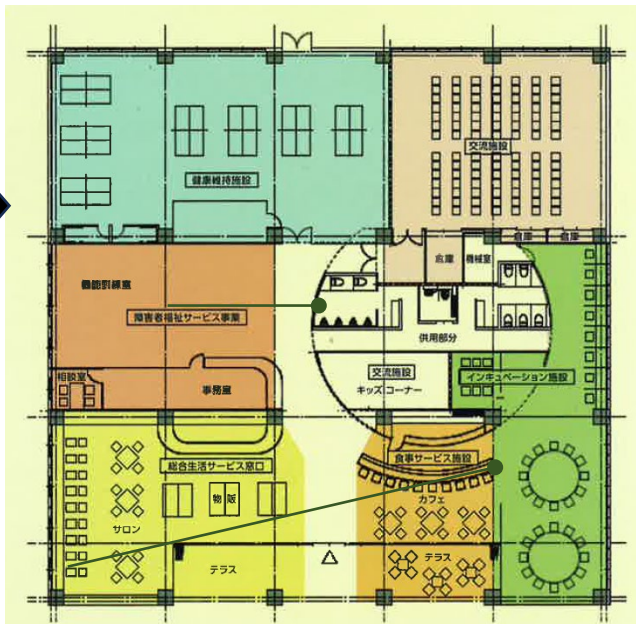 健康維持施設
交流施設
倉庫
倉庫
倉庫
機械室
機能訓練室
障害者福祉サービス事業
供用部分
相談室
事務室
交流施設
キッズコーナー
インキュベーション施設
総合生活サービス窓口
食事サービス施設
物 販
カフェ
サロン
テラス
テラス